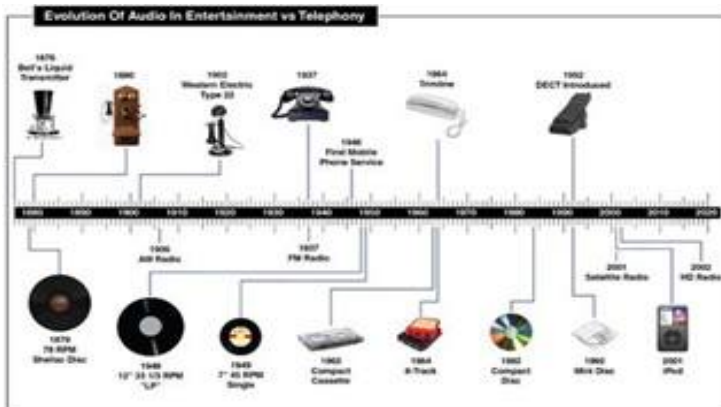 Evolution Of Audio In Entertainment vs Telephony
1876
Bell's Liquid
Transmitter
1890
1902
Western Electric
Type 20
1937
1964
Trimline
1992
DECT Introduced
1946
First Mobile
Phone Service
1880 1890 1900 1910 1920 1930 1940 1950 1960 1970 1980 1990 2000 2010 2020
1906
AM Radio
1937
FM Radio
2001
Satellite Radio
2002
HD Radio
78 RPM
Shellac Disc
1948
12" 33 1/3 RPM
"LP"
1949
7" 45 RPM
Single
1963
Compact
Cassette
1964
8-Track
1982
Compact
Disc
1992
Mini Disc
2001
iPod